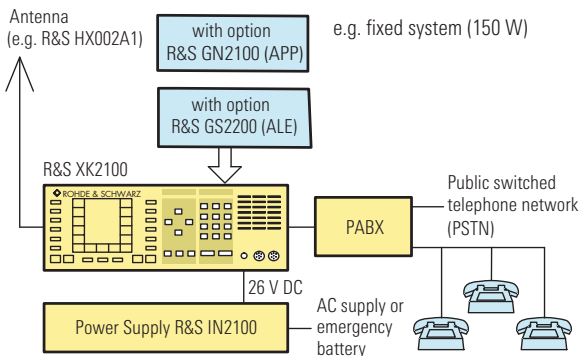 Antenna
(e.g. R&S HX002A1)
with option
R&S GN2100 (APP)
e.g. fixed system (150 W)
with option
R&S GS2200 (ALE)
R&S XK2100
ROHDE & SCHWARZ
PABX
Public switched
telephone network
(PSTN)
26 V DC
Power Supply R&S IN2100
AC supply or
emergency
battery